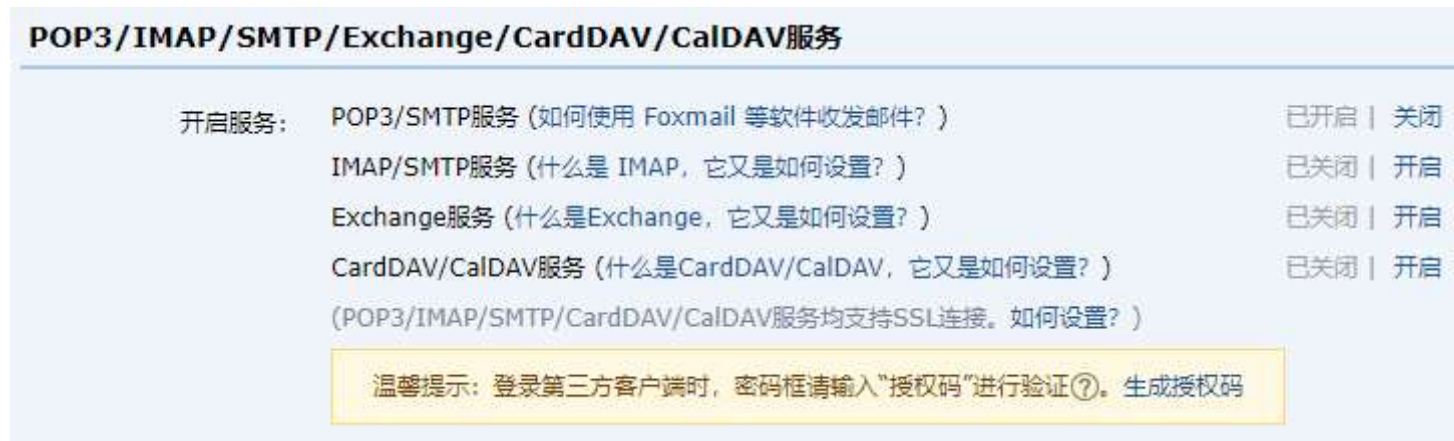 POP3/IMAP/SMTP/Exchange/CardDAV/CalDAV服务
开启服务： POP3/SMTP服务 (如何使用 Foxmail 等软件收发邮件？) 已开启 | 关闭
IMAP/SMTP服务 (什么是 IMAP，它又是如何设置？) 已关闭 | 开启
Exchange服务 (什么是Exchange，它又是如何设置？) 已关闭 | 开启
CardDAV/CalDAV服务 (什么是CardDAV/CalDAV，它又是如何设置？) 已关闭 | 开启
(POP3/IMAP/SMTP/CardDAV/CalDAV服务均支持SSL连接。如何设置？)
温馨提示：登录第三方客户端时，密码框请输入“授权码”进行验证?。生成授权码